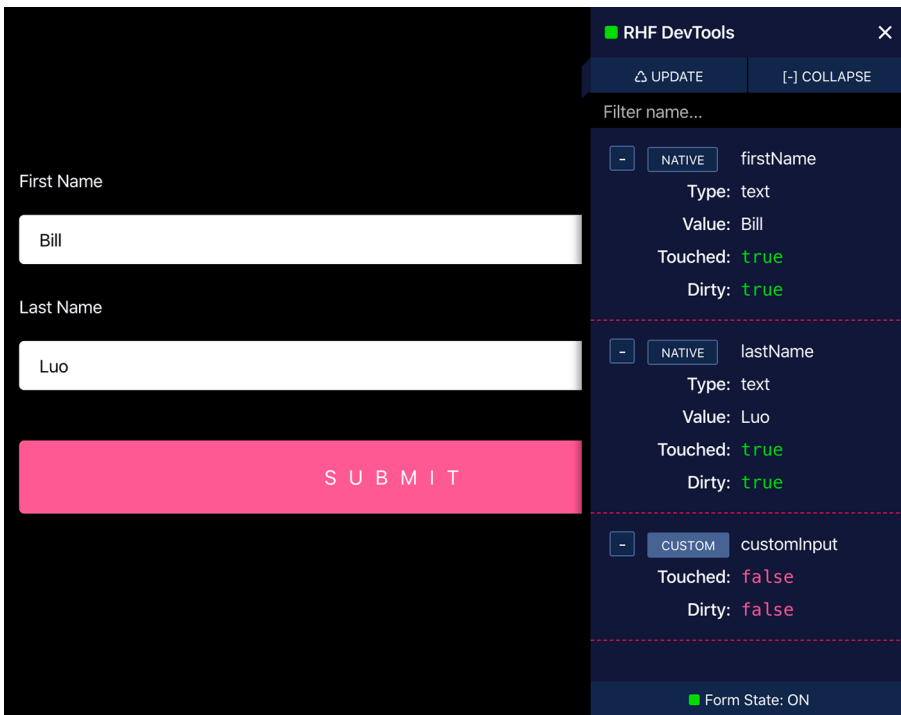 First Name
Bill
Last Name
Luo
SUBMIT
RHF DevTools ✕
♺ UPDATE [-] COLLAPSE
Filter name...
- NATIVE firstName
Type: text
Value: Bill
Touched: true
Dirty: true
- NATIVE lastName
Type: text
Value: Luo
Touched: true
Dirty: true
- CUSTOM customInput
Touched: false
Dirty: false
Form State: ON